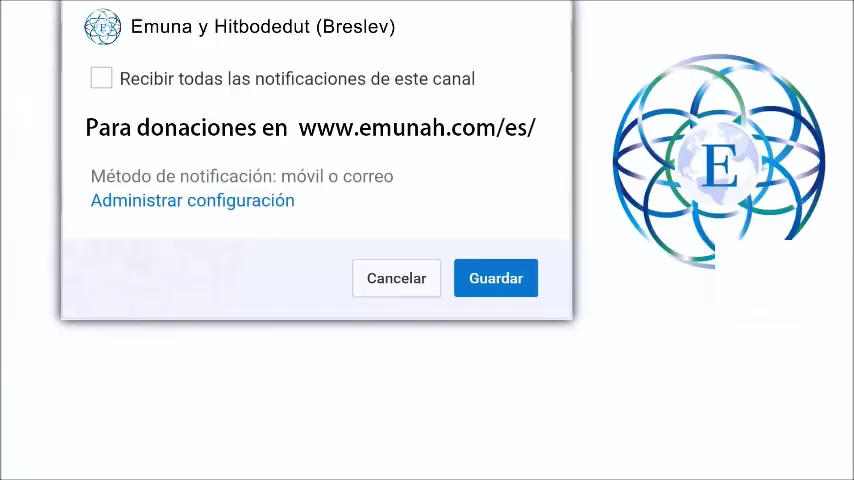 E Emuna y Hitbodedut (Breslev)
Recibir todas las notificaciones de este canal
Para donaciones en www.emunah.com/es/
Método de notificación: móvil o correo
Administrar configuración
Cancelar Guardar
E